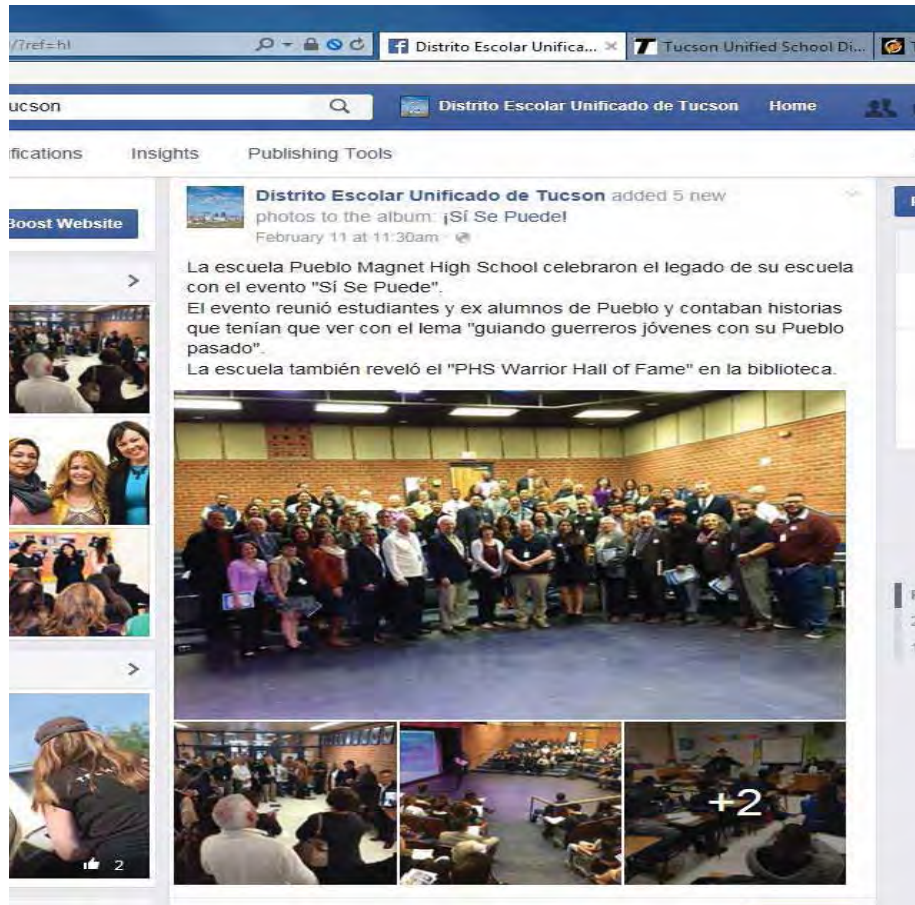 /?ref=hl
Distrito Escolar Unifica...
Tucson Unified School Di...
T
ucson
Distrito Escolar Unificado de Tucson
Home
fications
Insights
Publishing Tools
Boost Website
Distrito Escolar Unificado de Tucson added 5 new
photos to the album: ¡Sí Se Puede!
February 11 at 11:30am
La escuela Pueblo Magnet High School celebraron el legado de su escuela
con el evento "Sí Se Puede".
El evento reunió estudiantes y ex alumnos de Pueblo y contaban historias
que tenían que ver con el lema "guiando guerreros jóvenes con su Pueblo
pasado".
La escuela también reveló el "PHS Warrior Hall of Fame" en la biblioteca.
+2
2